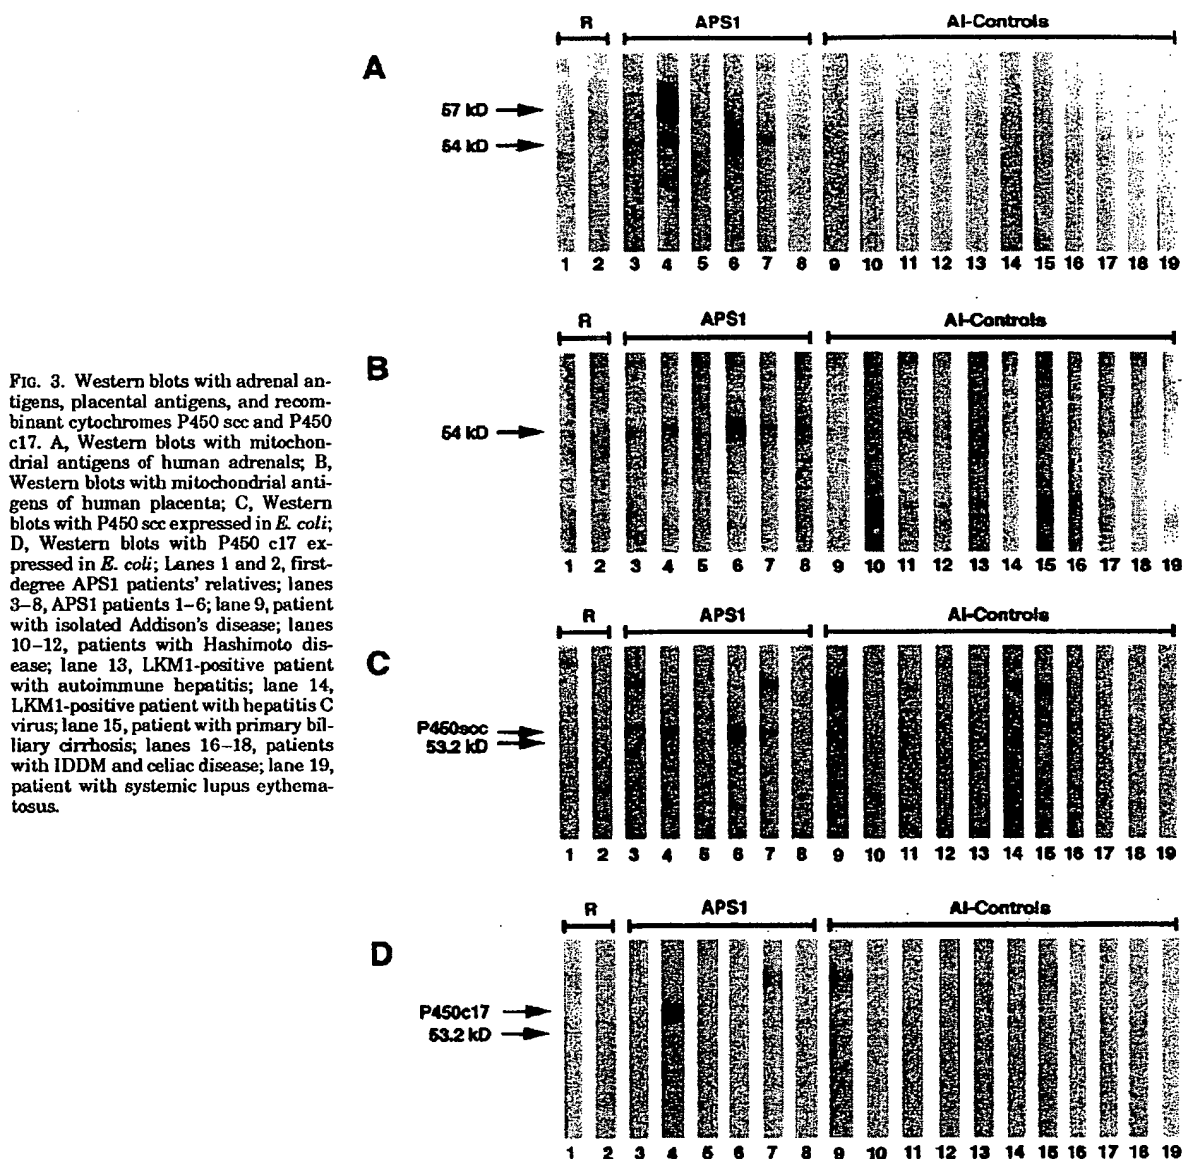 R APS1 AI-Controls
A
57 kD
54 kD
1 2 3 4 5 6 7 8 9 10 11 12 13 14 15 16 17 18 19
R APS1 AI-Controls
B
54 kD
1 2 3 4 5 6 7 8 9 10 11 12 13 14 15 16 17 18 19
FIG. 3. Western blots with adrenal an-
tigens, placental antigens, and recom-
binant cytochromes P450 scc and P450
c17. A, Western blots with mitochon-
drial antigens of human adrenals; B,
Western blots with mitochondrial anti-
gens of human placenta; C, Western
blots with P450 scc expressed in E. coli;
D, Western blots with P450 c17 ex-
pressed in E. coli; Lanes 1 and 2, first-
degree APS1 patients' relatives; lanes
3–8, APS1 patients 1–6; lane 9, patient
with isolated Addison's disease; lanes
10–12, patients with Hashimoto dis-
ease; lane 13, LKM1-positive patient
with autoimmune hepatitis; lane 14,
LKM1-positive patient with hepatitis C
virus; lane 15, patient with primary bil-
liary cirrhosis; lanes 16–18, patients
with IDDM and celiac disease; lane 19,
patient with systemic lupus eythema-
tosus.
R APS1 AI-Controls
C
P450scc
53.2 kD
1 2 3 4 5 6 7 8 9 10 11 12 13 14 15 16 17 18 19
R APS1 AI-Controls
D
P450c17
53.2 kD
1 2 3 4 5 6 7 8 9 10 11 12 13 14 15 16 17 18 19